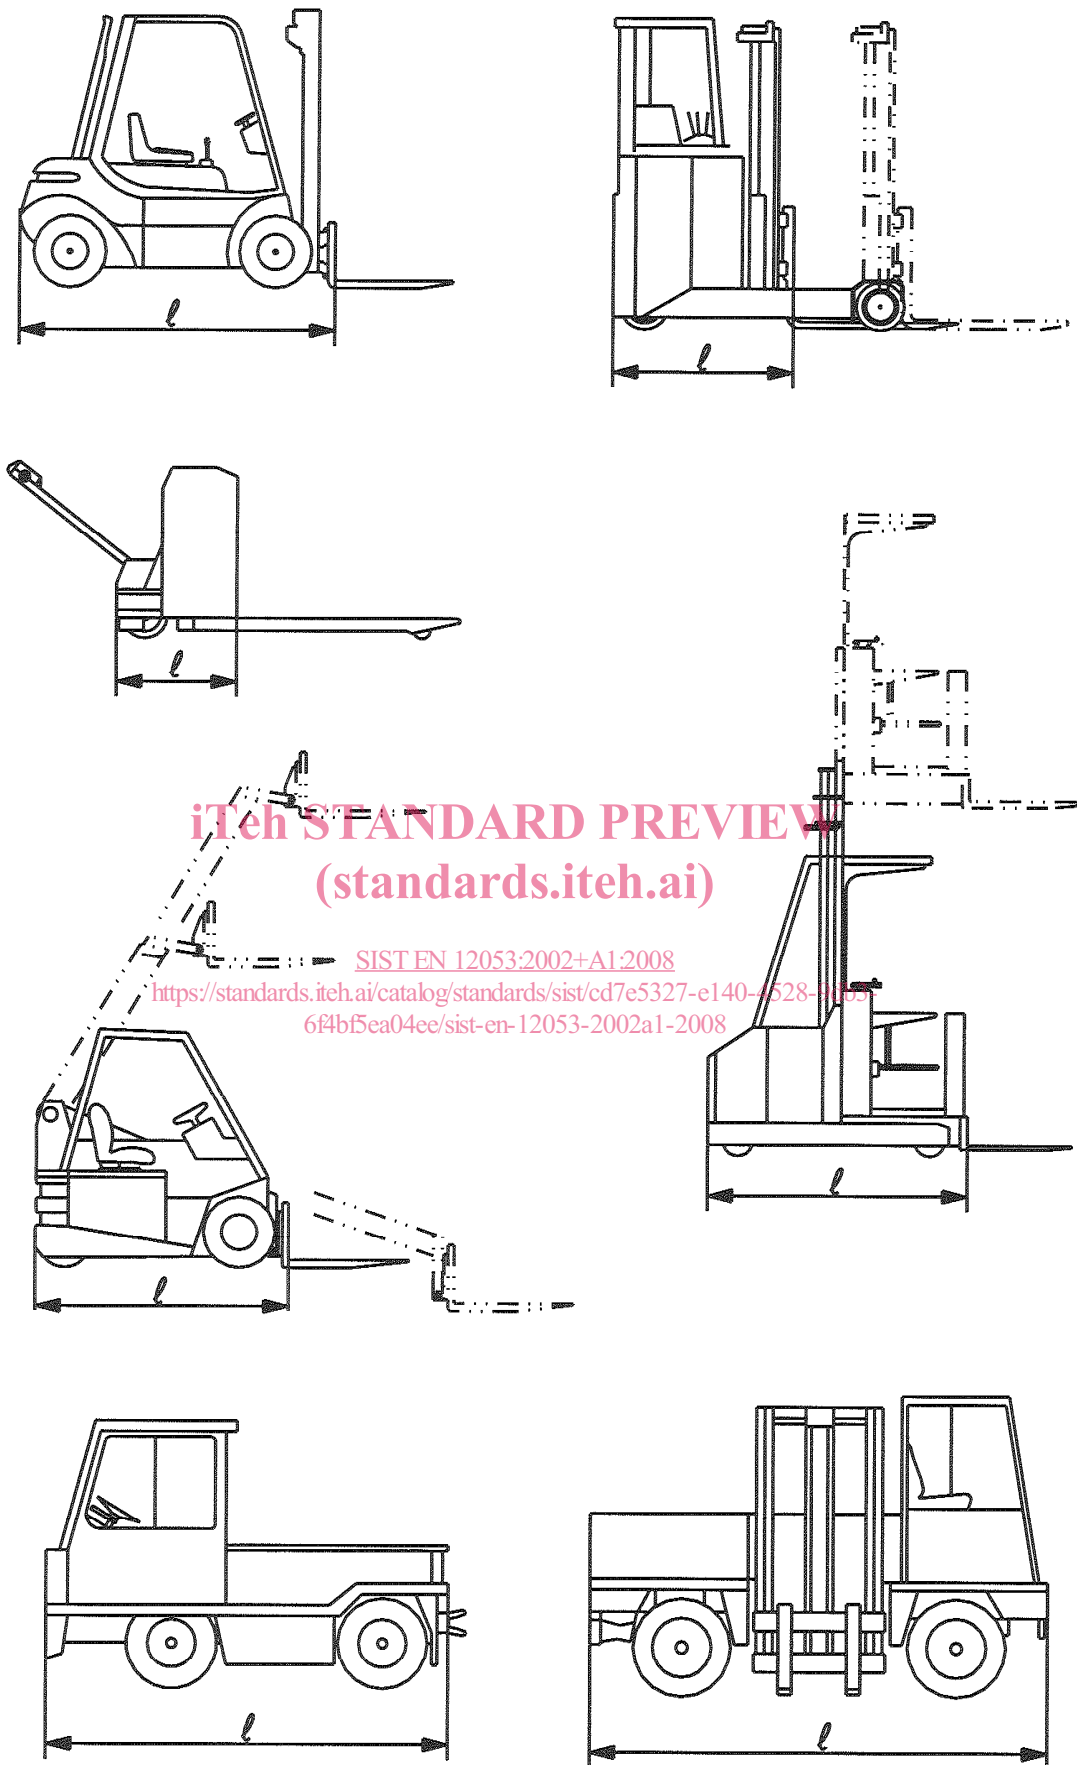 ℓ
ℓ
ℓ
iTeh STANDARD PREVIEW
(standards.iteh.ai)
SIST EN 12053:2002+A1:2008
https://standards.iteh.ai/catalog/standards/sist/cd7e5327-e140-4528-9db3-
6f4bf5ea04ee/sist-en-12053-2002a1-2008
ℓ
ℓ
ℓ
ℓ